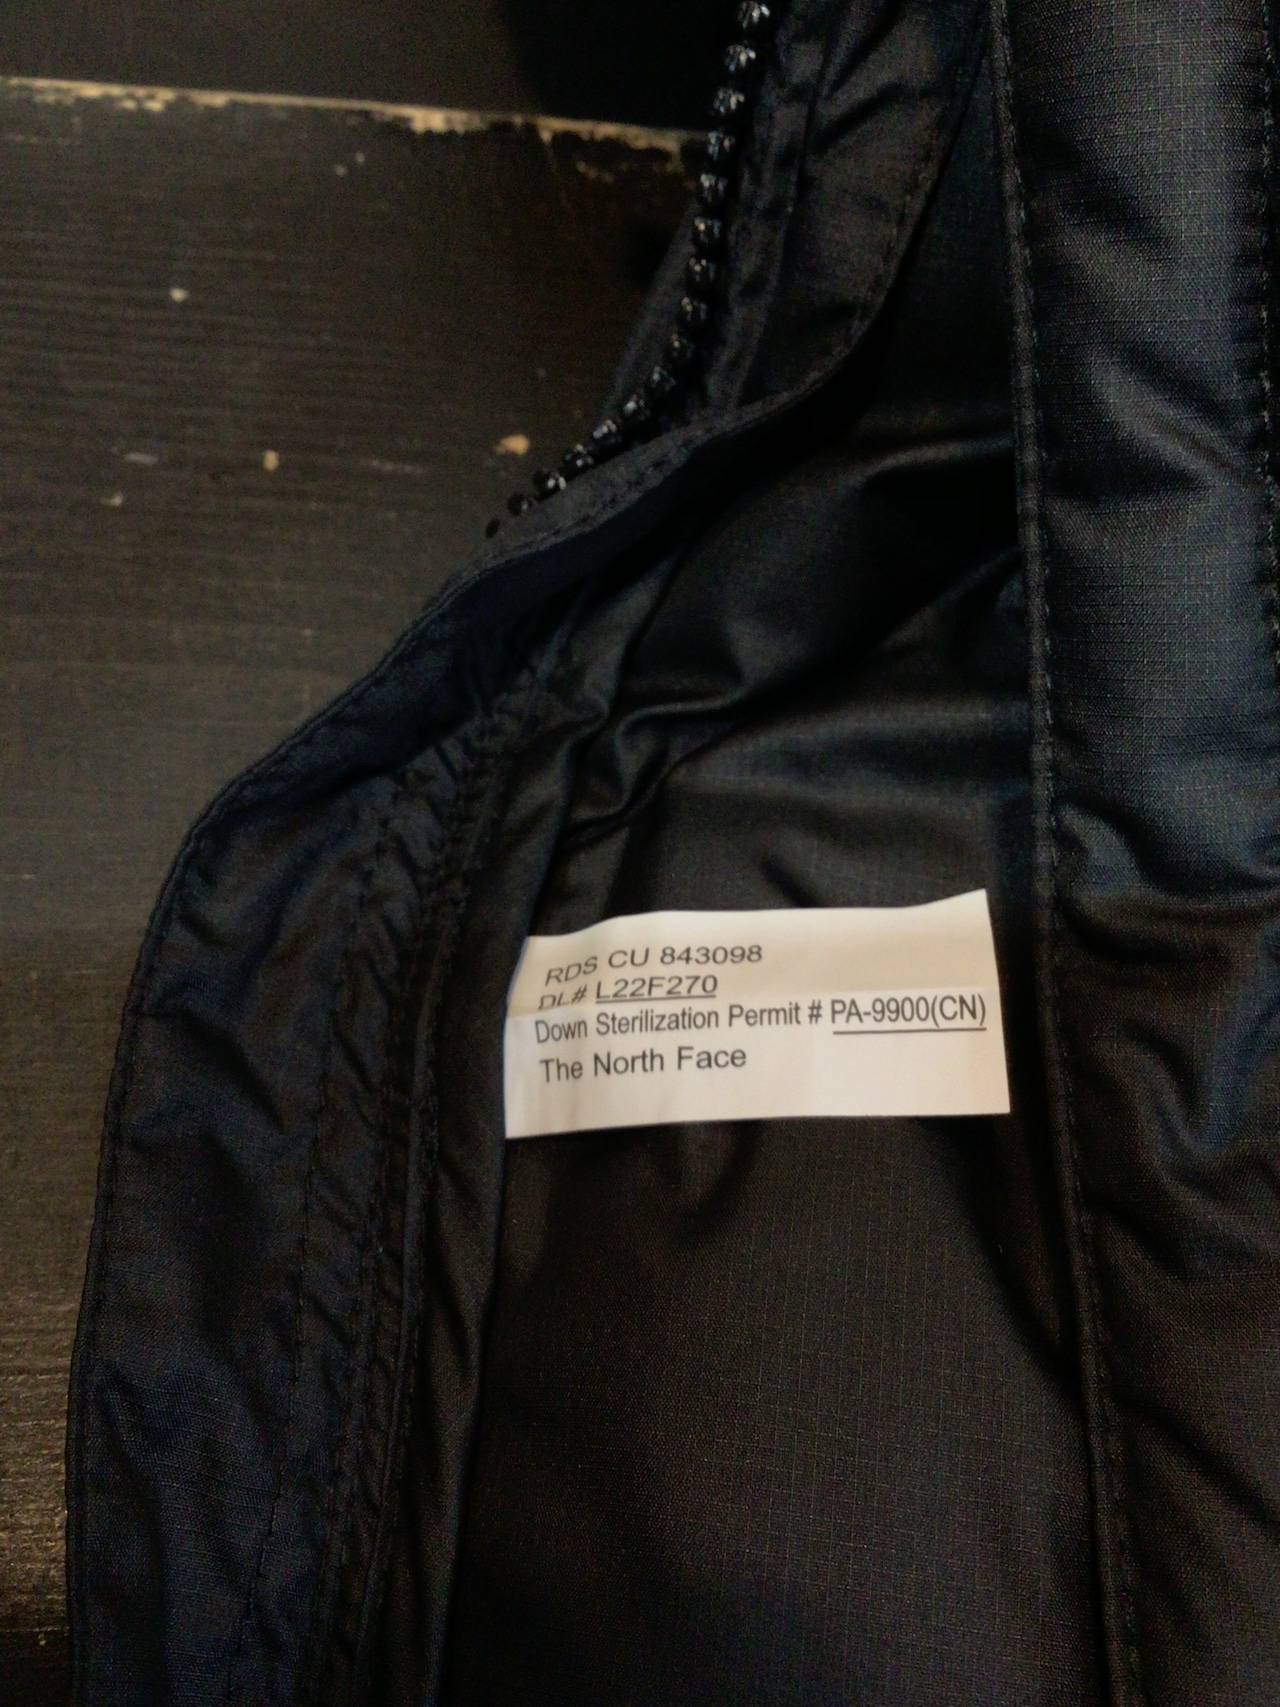 RDS CU 843098
DL# L22F270
Down Sterilization Permit # PA-9900(CN)
The North Face